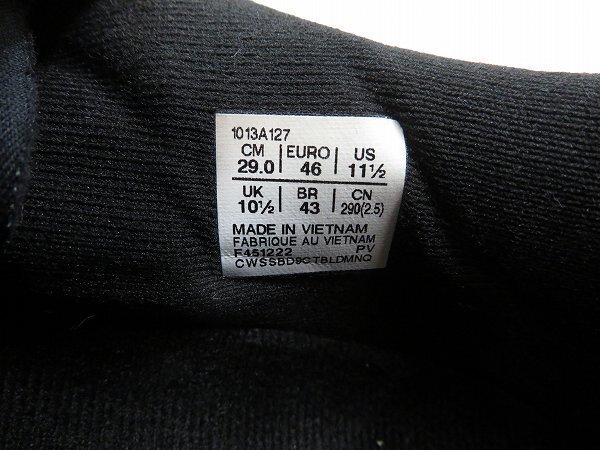 1013A127
CM EURO US
29.0 46 11½
UK BR CN
10½ 43 290(2.5)
MADE IN VIETNAM
FABRIQUE AU VIETNAM
F451222 PV
CWSSBD9CTBLDMNQ